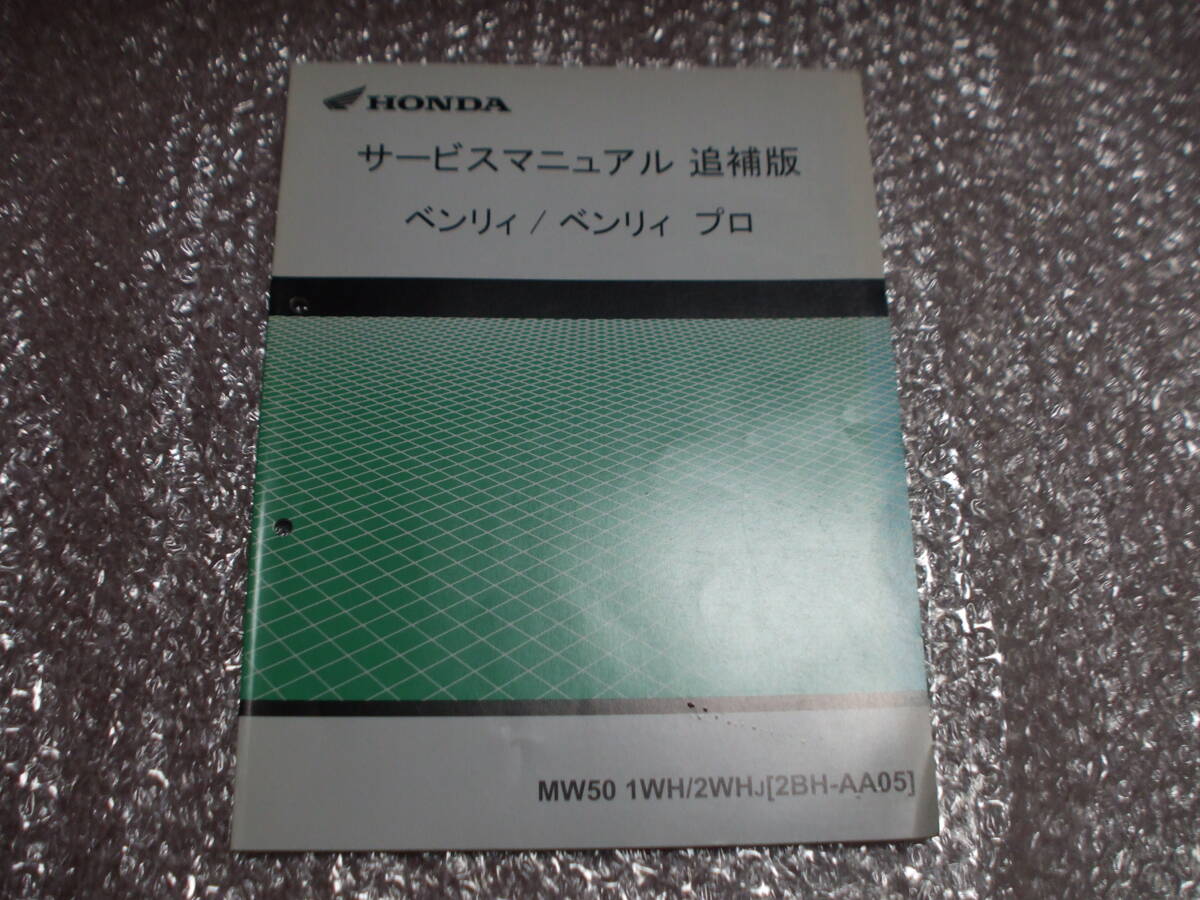 HONDA
サービスマニュアル 追補版
ベンリィ / ベンリィ プロ
MW50 1WH/2WHJ[2BH-AA05]